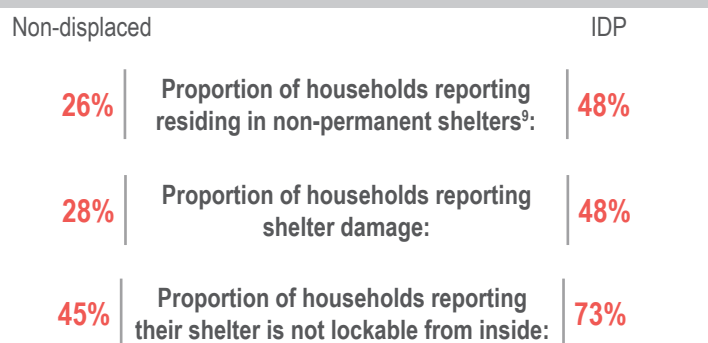 Non-displaced IDP
26% Proportion of households reporting residing in non-permanent shelters⁹: 48%
28% Proportion of households reporting shelter damage: 48%
45% Proportion of households reporting their shelter is not lockable from inside: 73%